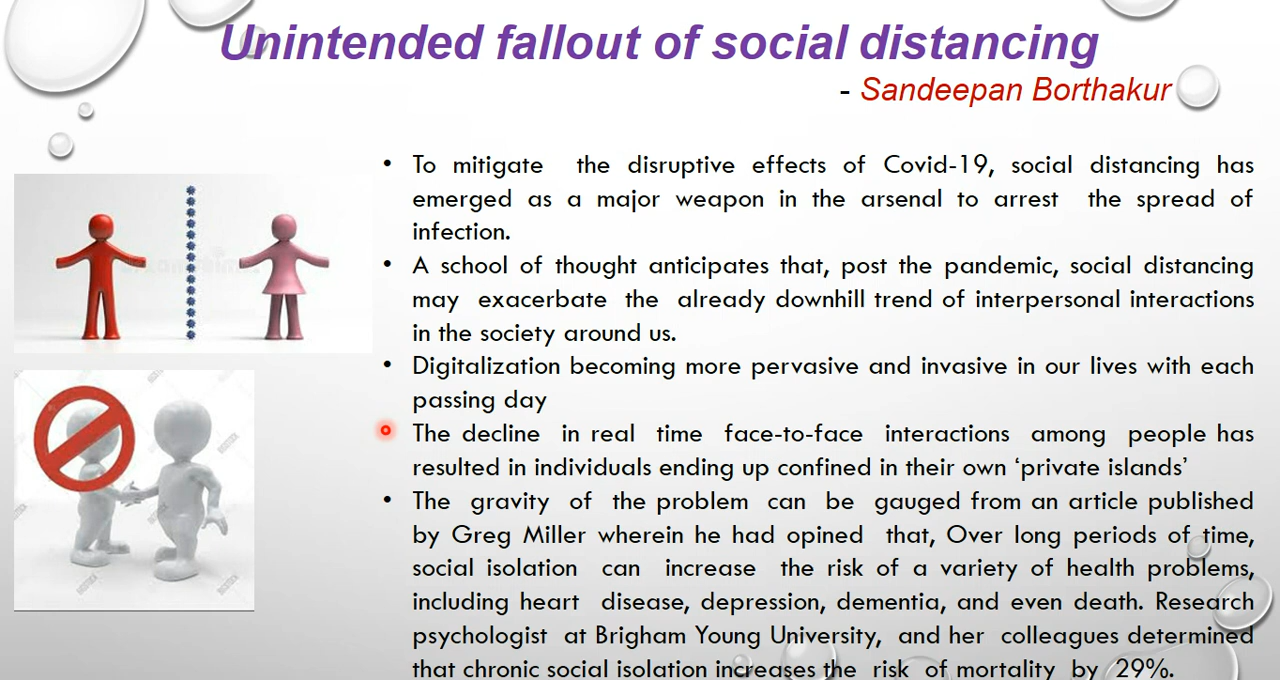 Unintended fallout of social distancing
- Sandeepan Borthakur
• To mitigate the disruptive effects of Covid-19, social distancing has
emerged as a major weapon in the arsenal to arrest the spread of
infection.
• A school of thought anticipates that, post the pandemic, social distancing
may exacerbate the already downhill trend of interpersonal interactions
in the society around us.
• Digitalization becoming more pervasive and invasive in our lives with each
passing day
The decline in real time face-to-face interactions among people has
resulted in individuals ending up confined in their own ‘private islands’
• The gravity of the problem can be gauged from an article published
by Greg Miller wherein he had opined that, Over long periods of time,
social isolation can increase the risk of a variety of health problems,
including heart disease, depression, dementia, and even death. Research
psychologist at Brigham Young University, and her colleagues determined
that chronic social isolation increases the risk of mortality by 29%.